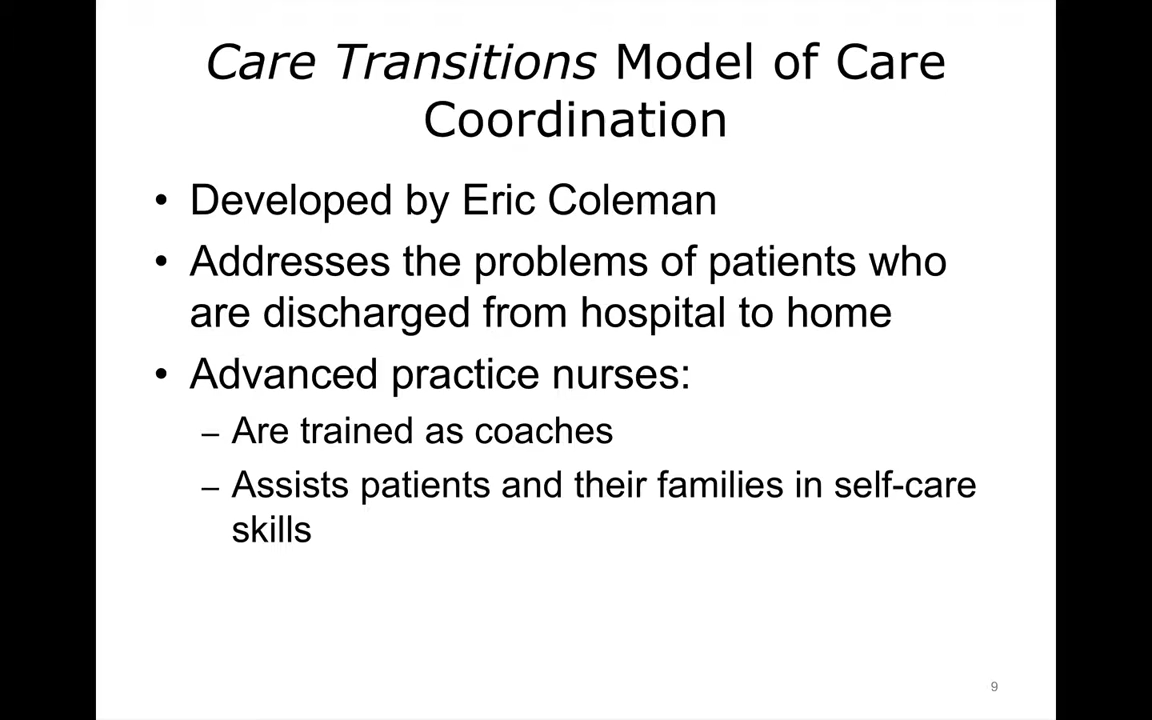 Care Transitions Model of Care
Coordination
• Developed by Eric Coleman
• Addresses the problems of patients who
are discharged from hospital to home
• Advanced practice nurses:
– Are trained as coaches
– Assists patients and their families in self-care
skills
9